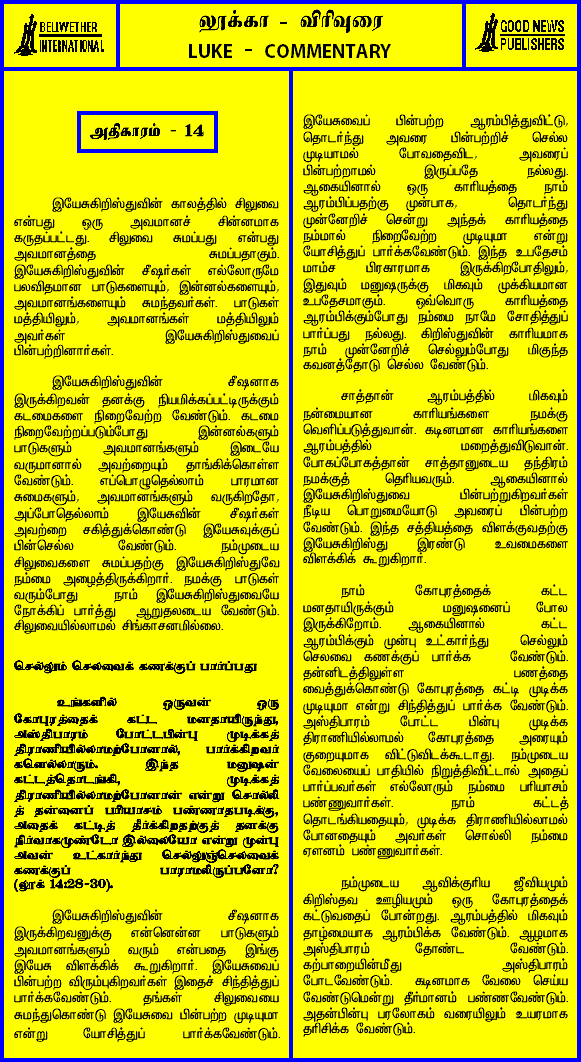 BELIWETHER
INTERNATIONAL
லூக்கா - விரிவுரை
LUKE - COMMENTARY
GOOD NEWS
PUBLISHERS
அதிகாரம் - 14
இயேசுகிறிஸ்துவின் காலத்தில் சிலுவை
என்பது ஒரு அவமானச் சின்னமாக
கருதப்பட்டது. சிலுவை சுமப்பது என்பது
அவமானத்தை சுமப்பதாகும்.
இயேசுகிறிஸ்துவின் சீஷர்கள் எல்லோருமே
பலவிதமான பாடுகளையும், இன்னல்களையும்,
அவமானங்களையும் சுமந்தவர்கள். பாடுகள்
மத்தியிலும், அவமானங்கள் மத்தியிலும்
அவர்கள் இயேசுகிறிஸ்துவைப்
பின்பற்றினார்கள்.
இயேசுகிறிஸ்துவின் சீஷனாக
இருக்கிறவன் தனக்கு நியமிக்கப்பட்டிருக்கும்
கடமைகளை நிறைவேற்ற வேண்டும். கடமை
நிறைவேற்றப்படும்போது இன்னல்களும்
பாடுகளும் அவமானங்களும் இடையே
வருமானால் அவற்றையும் தாங்கிக்கொள்ள
வேண்டும். எப்பொழுதெல்லாம் பாரமான
சுமைகளும், அவமானங்களும் வருகிறதோ,
அப்போதெல்லாம் இயேசுவின் சீஷர்கள்
அவற்றை சகித்துக்கொண்டு இயேசுவுக்குப்
பின்செல்ல வேண்டும். நம்முடைய
சிலுவைகளை சுமப்பதற்கு இயேசுகிறிஸ்துவே
நம்மை அழைத்திருக்கிறார். நமக்கு பாடுகள்
வரும்போது நாம் இயேசுகிறிஸ்துவையே
நோக்கிப் பார்த்து ஆறுதலடைய வேண்டும்.
சிலுவையில்லாமல் சிங்காசனமில்லை.
செல்லும் செலவைக் கணக்குப் பார்ப்பது
உங்களில் ஒருவன் ஒரு
கோபுரத்தைக் கட்ட மனதாயிருந்து,
அஸ்திபாரம் போட்டபின்பு முடிக்கத்
திராணியில்லாமற்போனால், பார்க்கிறவர்
களெல்லாரும். இந்த மனுஷன்
கட்டத்தொடங்கி, முடிக்கத்
திராணியில்லாமற்போனான் என்று சொல்லி
த் தன்னைப் பரியாசம் பண்ணாதபடிக்கு,
அதைக் கட்டித் தீர்க்கிறதற்குத் தனக்கு
நிர்வாகமுண்டோ இல்லையோ என்று முன்பு
அவன் உட்கார்ந்து செல்லுஞ்செலவைக்
கணக்குப் பாராமலிருப்பானோ?
(லூக் 14:28-30).
இயேசுகிறிஸ்துவின் சீஷனாக
இருக்கிறவனுக்கு என்னென்ன பாடுகளும்
அவமானங்களும் வரும் என்பதை இங்கு
இயேசு விளக்கிக் கூறுகிறார். இயேசுவைப்
பின்பற்ற விரும்புகிறவர்கள் இதைச் சிந்தித்துப்
பார்க்கவேண்டும். தங்கள் சிலுவையை
சுமந்துகொண்டு இயேசுவை பின்பற்ற முடியுமா
என்று யோசித்துப் பார்க்கவேண்டும்.
இயேசுவைப் பின்பற்ற ஆரம்பித்துவிட்டு,
தொடர்ந்து அவரை பின்பற்றிச் செல்ல
முடியாமல் போவதைவிட, அவரைப்
பின்பற்றாமல் இருப்பதே நல்லது.
ஆகையினால் ஒரு காரியத்தை நாம்
ஆரம்பிப்பதற்கு முன்பாக, தொடர்ந்து
முன்னேறிச் சென்று அந்தக் காரியத்தை
நம்மால் நிறைவேற்ற முடியுமா என்று
யோசித்துப் பார்க்கவேண்டும். இந்த உபதேசம்
மாம்ச பிரகாரமாக இருக்கிறபோதிலும்,
இதுவும் மனுஷருக்கு மிகவும் முக்கியமான
உபதேசமாகும். ஒவ்வொரு காரியத்தை
ஆரம்பிக்கும்போது நம்மை நாமே சோதித்துப்
பார்ப்பது நல்லது. கிறிஸ்துவின் காரியமாக
நாம் முன்னேறிச் செல்லும்போது மிகுந்த
கவனத்தோடு செல்ல வேண்டும்.
சாத்தான் ஆரம்பத்தில் மிகவும்
நன்மையான காரியங்களை நமக்கு
வெளிப்படுத்துவான். கடினமான காரியங்களை
ஆரம்பத்தில் மறைத்துவிடுவான்.
போகப்போகத்தான் சாத்தானுடைய தந்திரம்
நமக்குத் தெரியவரும். ஆகையினால்
இயேசுகிறிஸ்துவை பின்பற்றுகிறவர்கள்
நீடிய பொறுமையோடு அவரைப் பின்பற்ற
வேண்டும். இந்த சத்தியத்தை விளக்குவதற்கு
இயேசுகிறிஸ்து இரண்டு உவமைகளை
விளக்கிக் கூறுகிறார்.
நாம் கோபுரத்தைக் கட்ட
மனதாயிருக்கும் மனுஷனைப் போல
இருக்கிறோம். ஆகையினால் கட்ட
ஆரம்பிக்கும் முன்பு உட்கார்ந்து செல்லும்
செலவை கணக்குப் பார்க்க வேண்டும்.
தன்னிடத்திலுள்ள பணத்தை
வைத்துக்கொண்டு கோபுரத்தை கட்டி முடிக்க
முடியுமா என்று சிந்தித்துப் பார்க்க வேண்டும்.
அஸ்திபாரம் போட்ட பின்பு முடிக்க
திராணியில்லாமல் கோபுரத்தை அரையும்
குறையுமாக விட்டுவிடக்கூடாது. நம்முடைய
வேலையைப் பாதியில் நிறுத்திவிட்டால் அதைப்
பார்ப்பவர்கள் எல்லோரும் நம்மை பரியாசம்
பண்ணுவார்கள். நாம் கட்டத்
தொடங்கியதையும், முடிக்க திராணியில்லாமல்
போனதையும் அவர்கள் சொல்லி நம்மை
ஏளனம் பண்ணுவார்கள்.
நம்முடைய ஆவிக்குரிய ஜீவியமும்
கிறிஸ்தவ ஊழியமும் ஒரு கோபுரத்தைக்
கட்டுவதைப் போன்றது. ஆரம்பத்தில் மிகவும்
தாழ்மையாக ஆரம்பிக்க வேண்டும். ஆழமாக
அஸ்திபாரம் தோண்ட வேண்டும்.
கற்பாறையின்மீது அஸ்திபாரம்
போடவேண்டும். கடினமாக வேலை செய்ய
வேண்டுமென்று தீர்மானம் பண்ணவேண்டும்.
அதன்பின்பு பரலோகம் வரையிலும் உயரமாக
தரிசிக்க வேண்டும்.